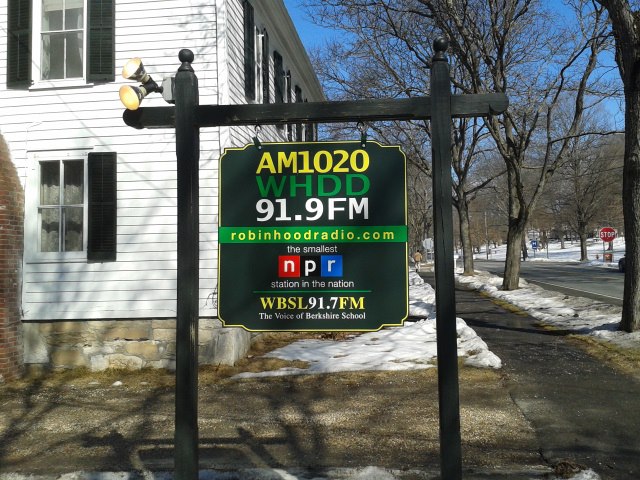 AM1020
WHDD
91.9FM
robinhoodradio.com
the smallest
npr
station in the nation
WBSL91.7FM
The Voice of Berkshire School
STOP